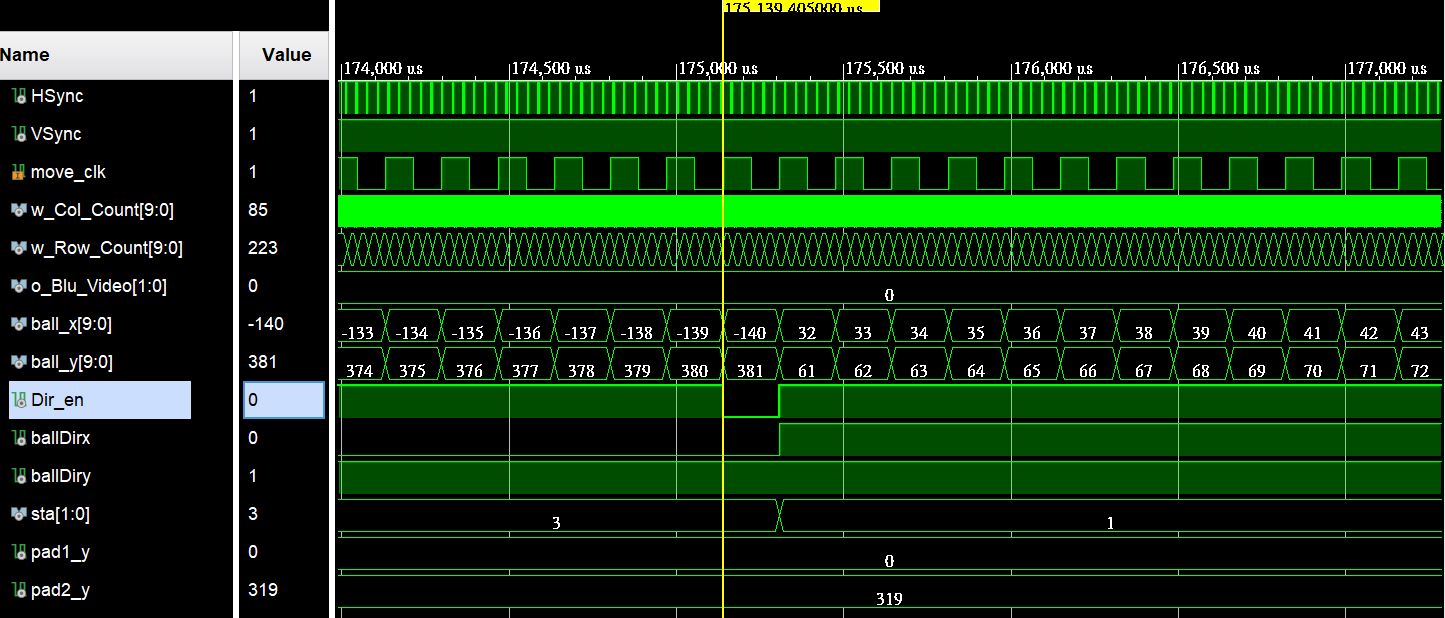 175,139.405000 us
Name Value
174,000 us 174,500 us 175,000 us 175,500 us 176,000 us 176,500 us 177,000 us
HSync 1
VSync 1
move_clk 1
w_Col_Count[9:0] 85
w_Row_Count[9:0] 223
o_Blu_Video[1:0] 0 0
ball_x[9:0] -140 -133 -134 -135 -136 -137 -138 -139 -140 32 33 34 35 36 37 38 39 40 41 42 43
ball_y[9:0] 381 374 375 376 377 378 379 380 381 61 62 63 64 65 66 67 68 69 70 71 72
Dir_en 0
ballDirx 0
ballDiry 1
sta[1:0] 3 3 1
pad1_y 0 0
pad2_y 319 319